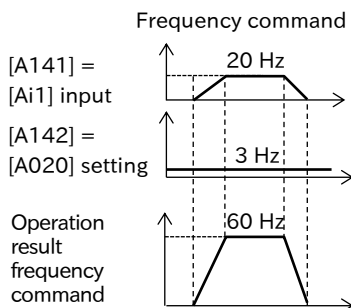 Frequency command
[A141] =
[Ai1] input
20 Hz
[A142] =
[A020] setting
3 Hz
Operation
result
frequency
command
60 Hz